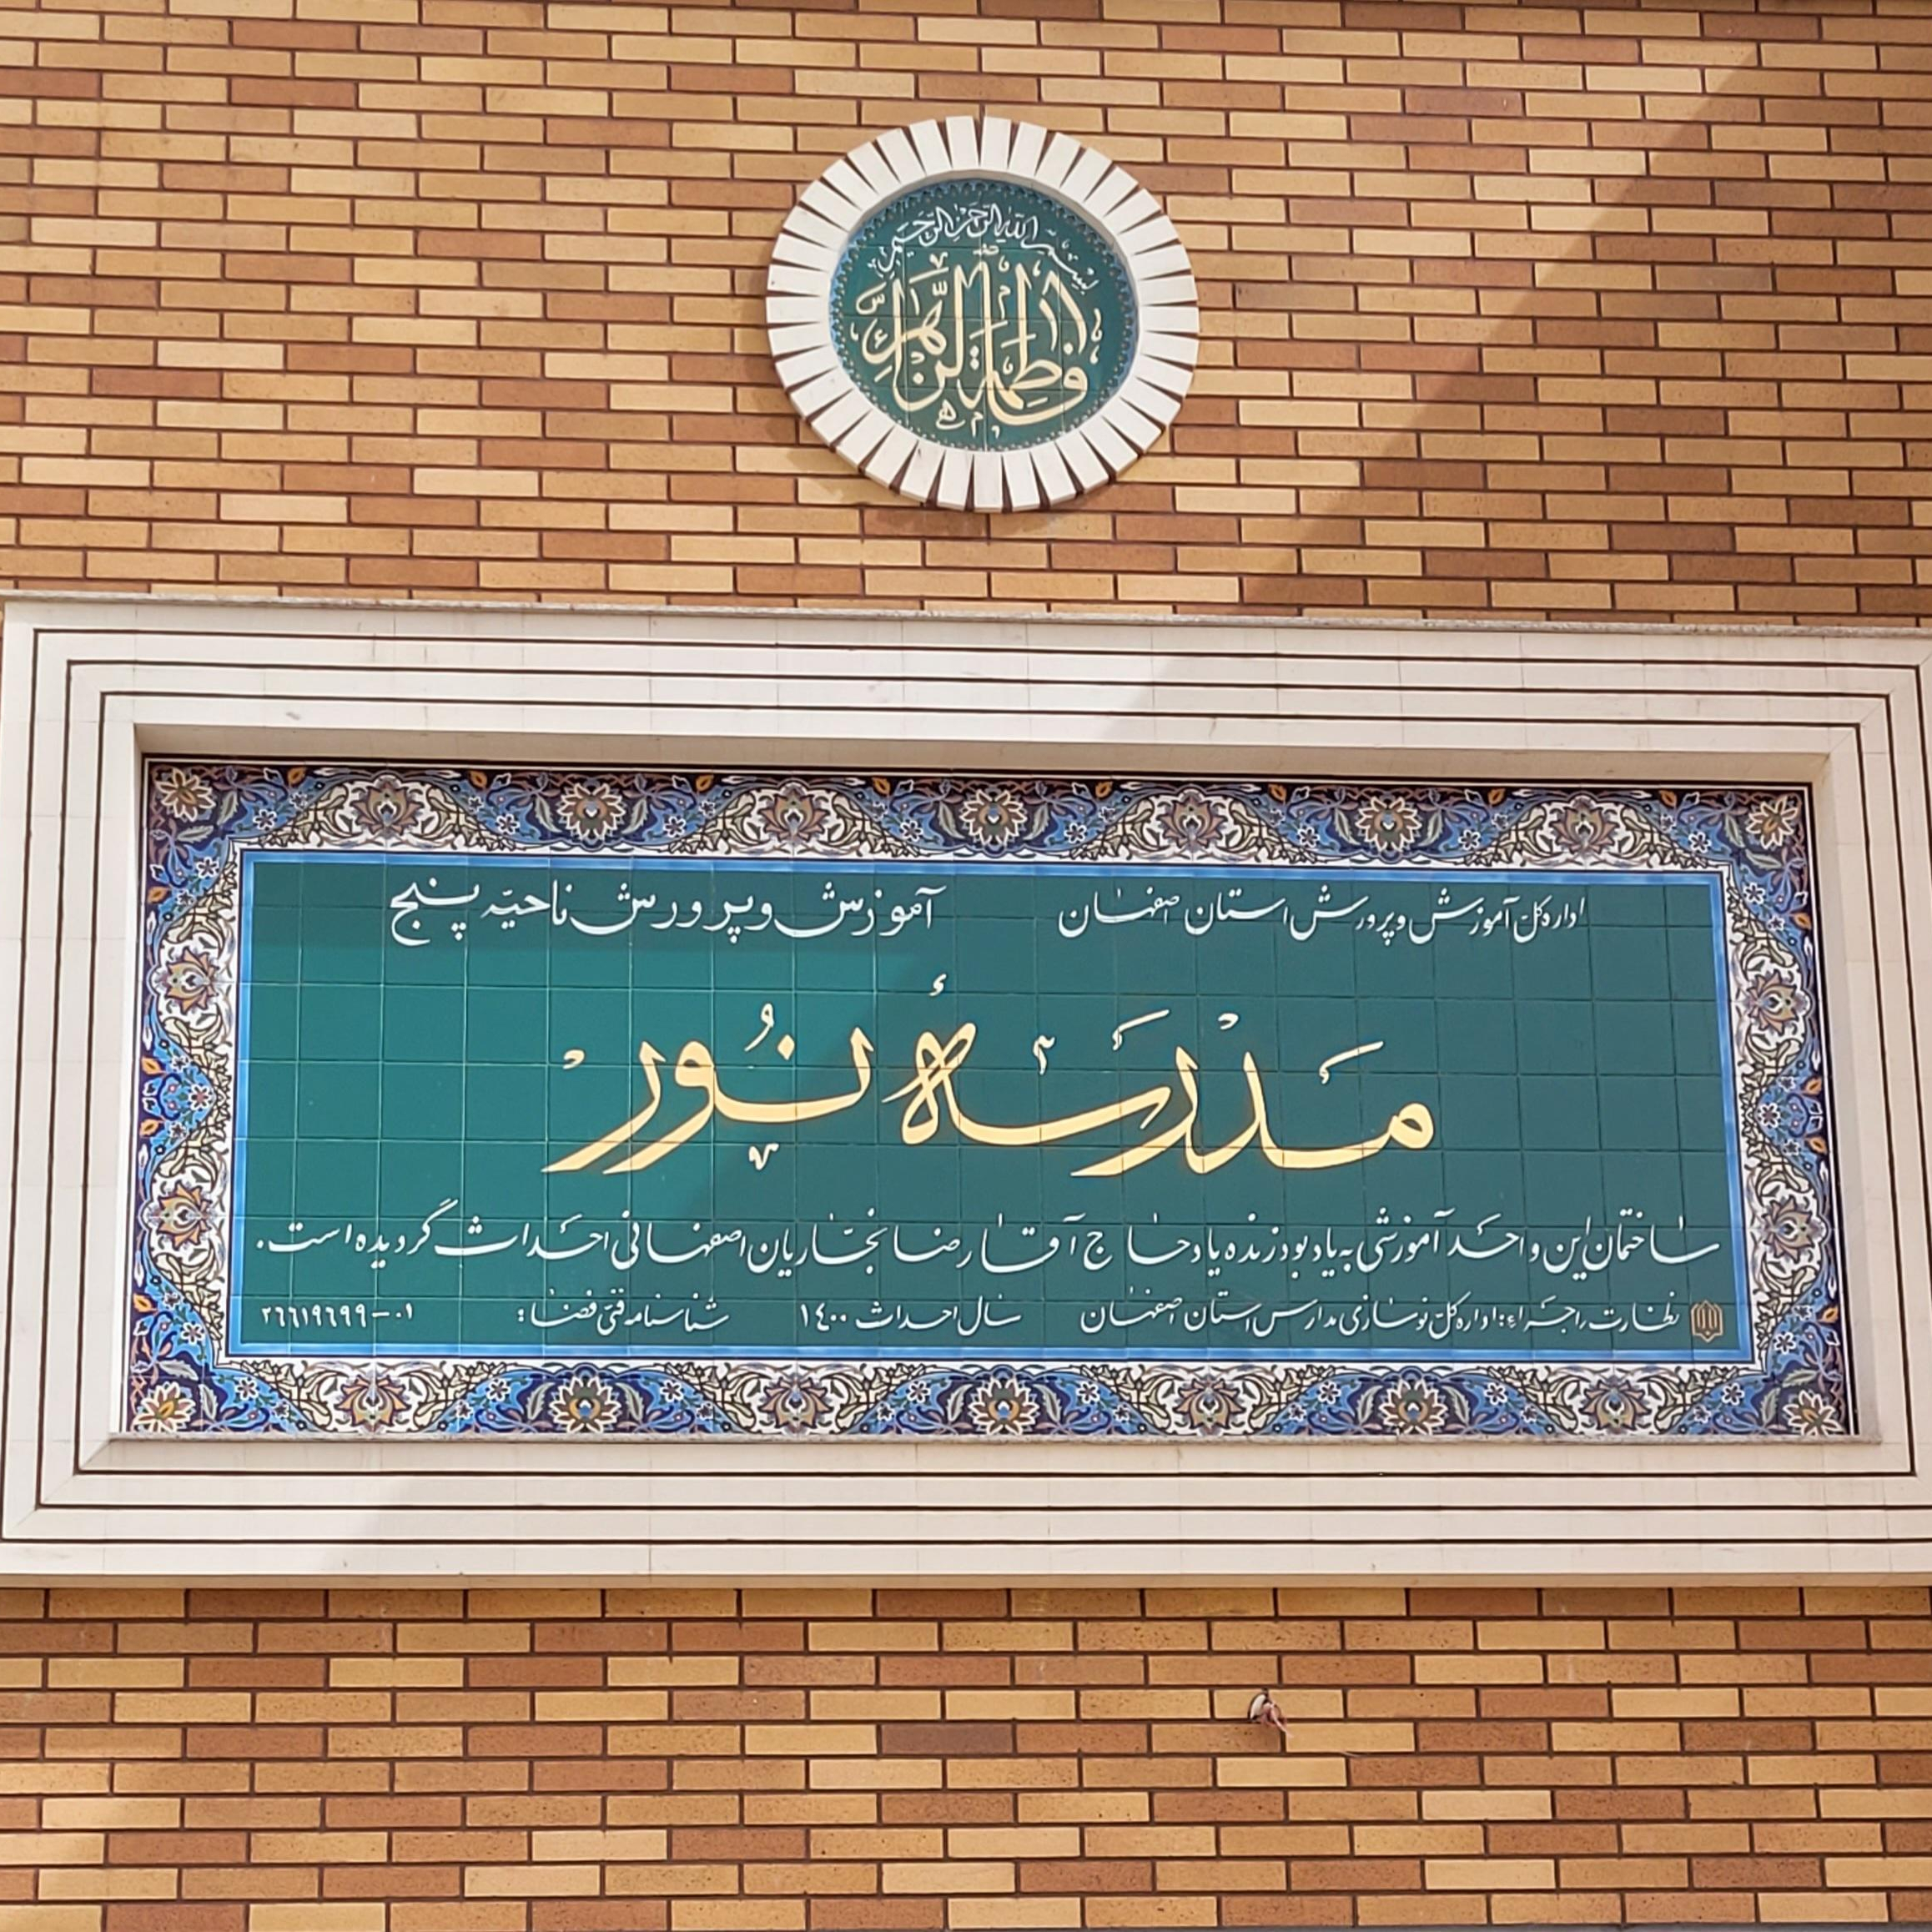 بسم الله الرحمن الرحیم
یا فاطمة الزهراء
اداره کل آموزش و پرورش استان اصفهان
آموزش و پرورش ناحیه پنج
مدرسهٔ نور
ساختمان این واحد آموزشی به یادبود زنده یاد حاج آقا رضا نجاریان اصفهانی احداث گردیده است.
نظارت، اجراء: اداره کل نوسازی مدارس استان اصفهان
سال احداث ۱۴۰۰
شناسنامه فنی فضا:
۲۶۶۱۹۶۹۹-۰۱